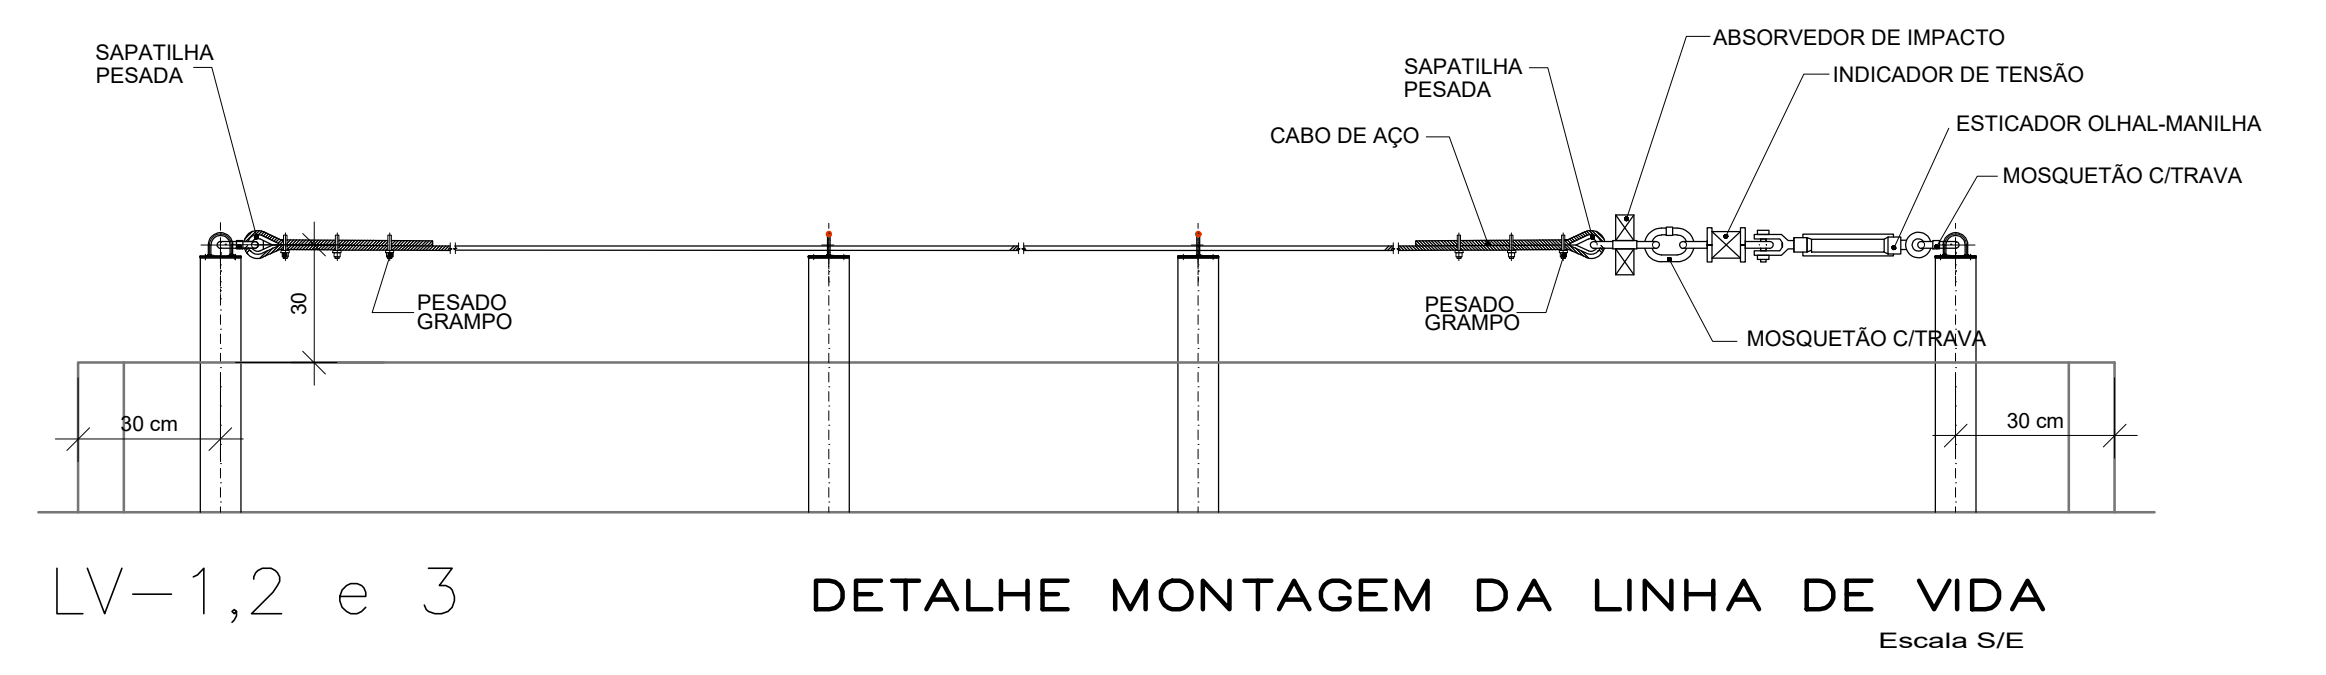 SAPATILHA
PESADA
ABSORVEDOR DE IMPACTO
SAPATILHA
PESADA
INDICADOR DE TENSÃO
CABO DE AÇO
ESTICADOR OLHAL-MANILHA
MOSQUETÃO C/TRAVA
30
PESADO
GRAMPO
PESADO
GRAMPO
MOSQUETÃO C/TRAVA
30 cm
30 cm
LV-1,2 e 3
DETALHE MONTAGEM DA LINHA DE VIDA
Escala S/E